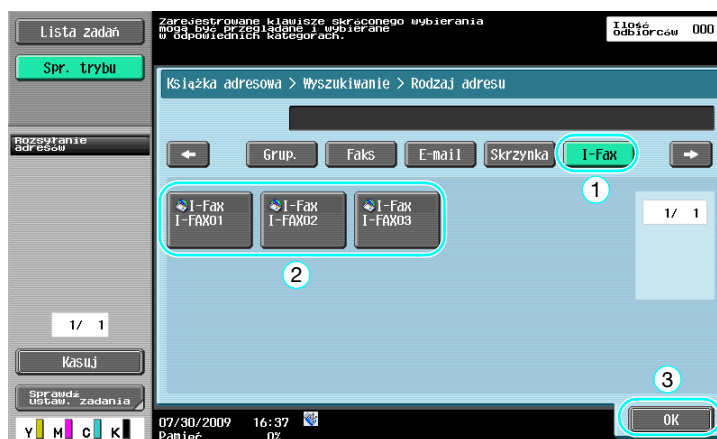 Lista zadań
Spr. trybu
Zarejestrowane klawisze skróconego wybierania
mogą być przeglądane i wybierane
w odpowiednich kategorach.
Ilość
odbiorców 000
Książka adresowa > Wyszukiwanie > Rodzaj adresu
Rozsyłanie
adresów
Grup. Faks E-mail Skrzynka I-Fax
1
I-Fax
I-FAX01
I-Fax
I-FAX02
I-Fax
I-FAX03
1/ 1
2
1/ 1
Kasuj
Sprawdź
ustaw. zadania
3
OK
Y M C K
07/30/2009 16:37
Pamięć 0%